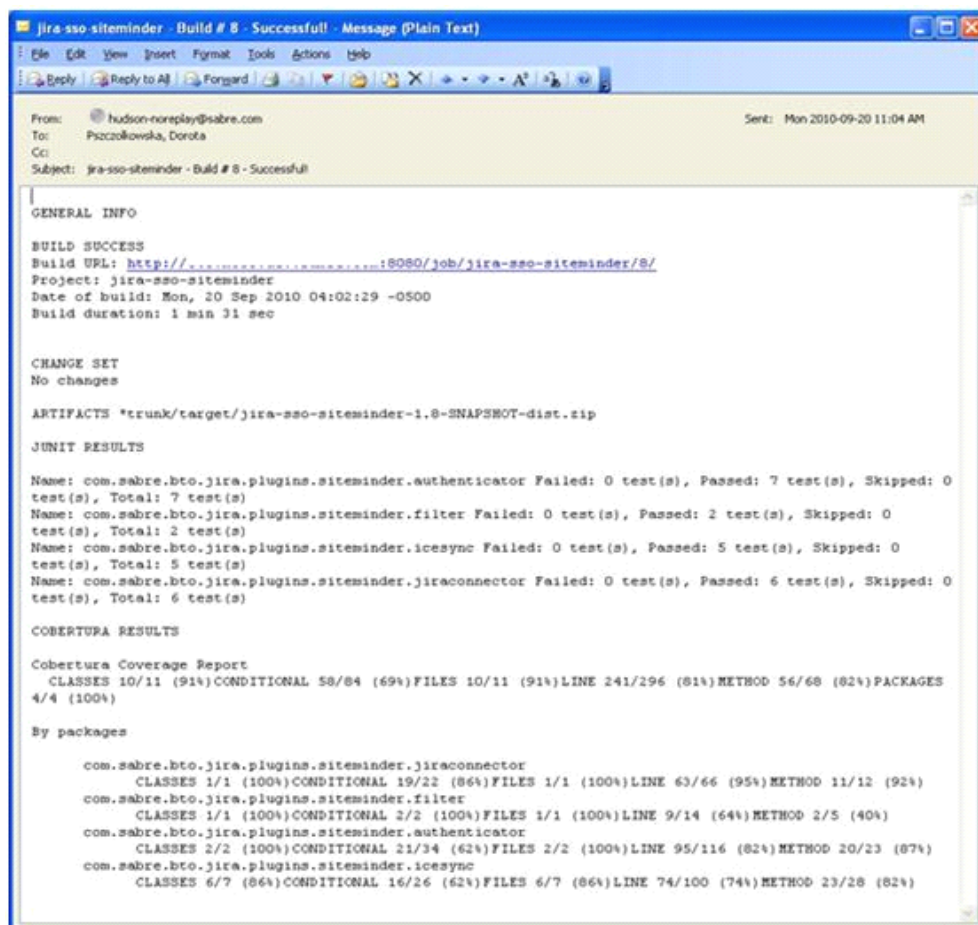 jira-sso-siteminder - Build # 8 - Successful! - Message (Plain Text)
File Edit View Insert Format Tools Actions Help
Reply Reply to All Forward
From: hudson-noreplay@sabre.com Sent: Mon 2010-09-20 11:04 AM
To: Pszczolkowska, Dorota
Cc:
Subject: jira-sso-siteminder - Build # 8 - Successful!
GENERAL INFO
BUILD SUCCESS
Build URL: http:// :8080/job/jira-sso-siteminder/8/
Project: jira-sso-siteminder
Date of build: Mon, 20 Sep 2010 04:02:29 -0500
Build duration: 1 min 31 sec
CHANGE SET
No changes
ARTIFACTS *trunk/target/jira-sso-siteminder-1.8-SNAPSHOT-dist.zip
JUNIT RESULTS
Name: com.sabre.bto.jira.plugins.siteminder.authenticator Failed: 0 test(s), Passed: 7 test(s), Skipped: 0
test(s), Total: 7 test(s)
Name: com.sabre.bto.jira.plugins.siteminder.filter Failed: 0 test(s), Passed: 2 test(s), Skipped: 0
test(s), Total: 2 test(s)
Name: com.sabre.bto.jira.plugins.siteminder.icesync Failed: 0 test(s), Passed: 5 test(s), Skipped: 0
test(s), Total: 5 test(s)
Name: com.sabre.bto.jira.plugins.siteminder.jiraconnector Failed: 0 test(s), Passed: 6 test(s), Skipped: 0
test(s), Total: 6 test(s)
COBERTURA RESULTS
Cobertura Coverage Report
CLASSES 10/11 (91%)CONDITIONAL 58/84 (69%)FILES 10/11 (91%)LINE 241/296 (81%)METHOD 56/68 (82%)PACKAGES
4/4 (100%)
By packages
com.sabre.bto.jira.plugins.siteminder.jiraconnector
CLASSES 1/1 (100%)CONDITIONAL 19/22 (86%)FILES 1/1 (100%)LINE 63/66 (95%)METHOD 11/12 (92%)
com.sabre.bto.jira.plugins.siteminder.filter
CLASSES 1/1 (100%)CONDITIONAL 2/2 (100%)FILES 1/1 (100%)LINE 9/14 (64%)METHOD 2/5 (40%)
com.sabre.bto.jira.plugins.siteminder.authenticator
CLASSES 2/2 (100%)CONDITIONAL 21/34 (62%)FILES 2/2 (100%)LINE 95/116 (82%)METHOD 20/23 (87%)
com.sabre.bto.jira.plugins.siteminder.icesync
CLASSES 6/7 (86%)CONDITIONAL 16/26 (62%)FILES 6/7 (86%)LINE 74/100 (74%)METHOD 23/28 (82%)